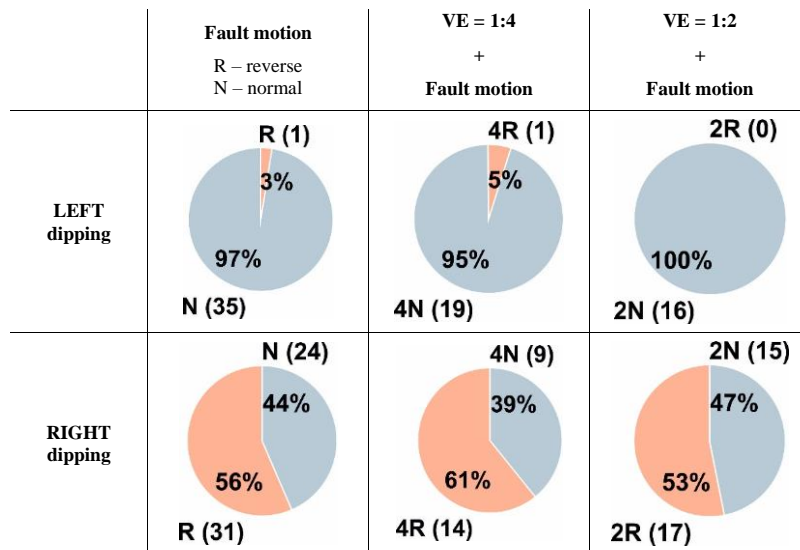 Fault motion
R – reverse
N – normal
VE = 1:4
+
Fault motion
VE = 1:2
+
Fault motion
LEFT
dipping
R (1)
3%
97%
N (35)
4R (1)
5%
95%
4N (19)
2R (0)
100%
2N (16)
RIGHT
dipping
N (24)
44%
56%
R (31)
4N (9)
39%
61%
4R (14)
2N (15)
47%
53%
2R (17)